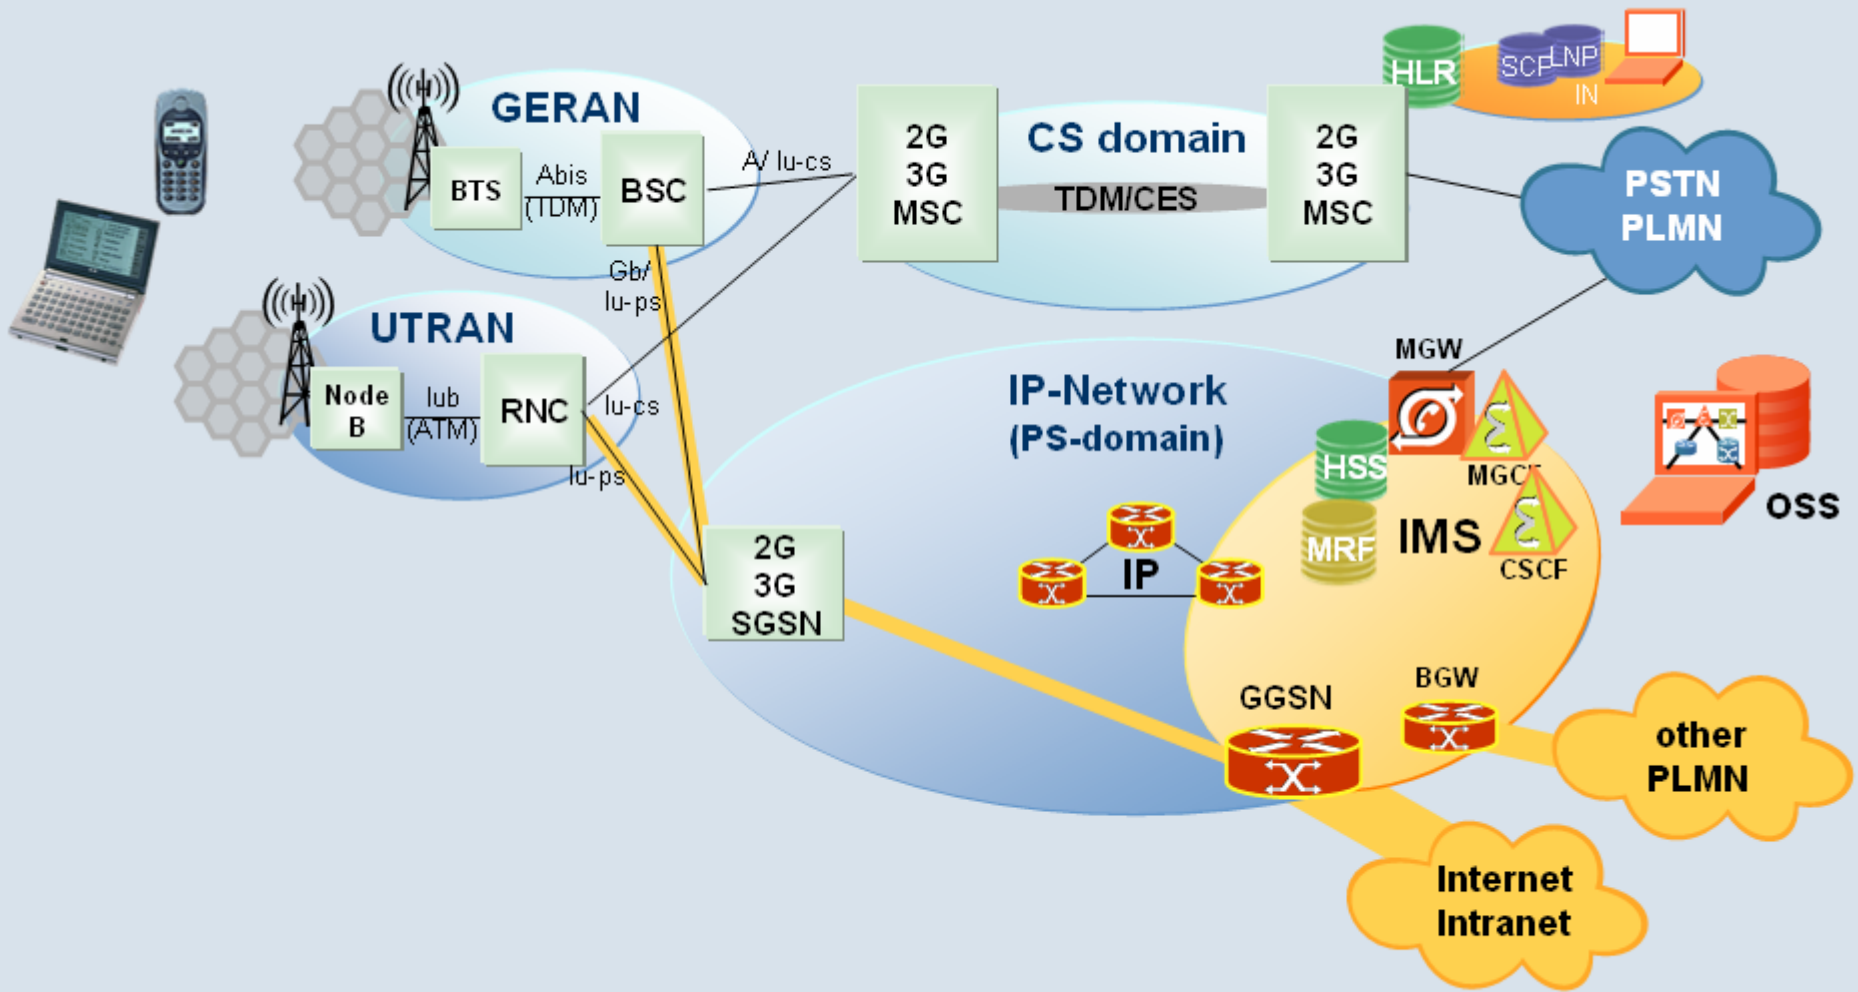 HLR
SCP
LNP
IN
GERAN
BTS
Abis
(TDM)
BSC
A/ Iu-cs
2G
3G
MSC
CS domain
TDM/CES
2G
3G
MSC
PSTN
PLMN
Gb/
Iu-ps
UTRAN
Node
B
Iub
(ATM)
RNC
Iu-cs
Iu-ps
IP-Network
(PS-domain)
MGW
HSS
MGCF
MRF
IMS
CSCF
OSS
IP
2G
3G
SGSN
GGSN
BGW
other
PLMN
Internet
Intranet